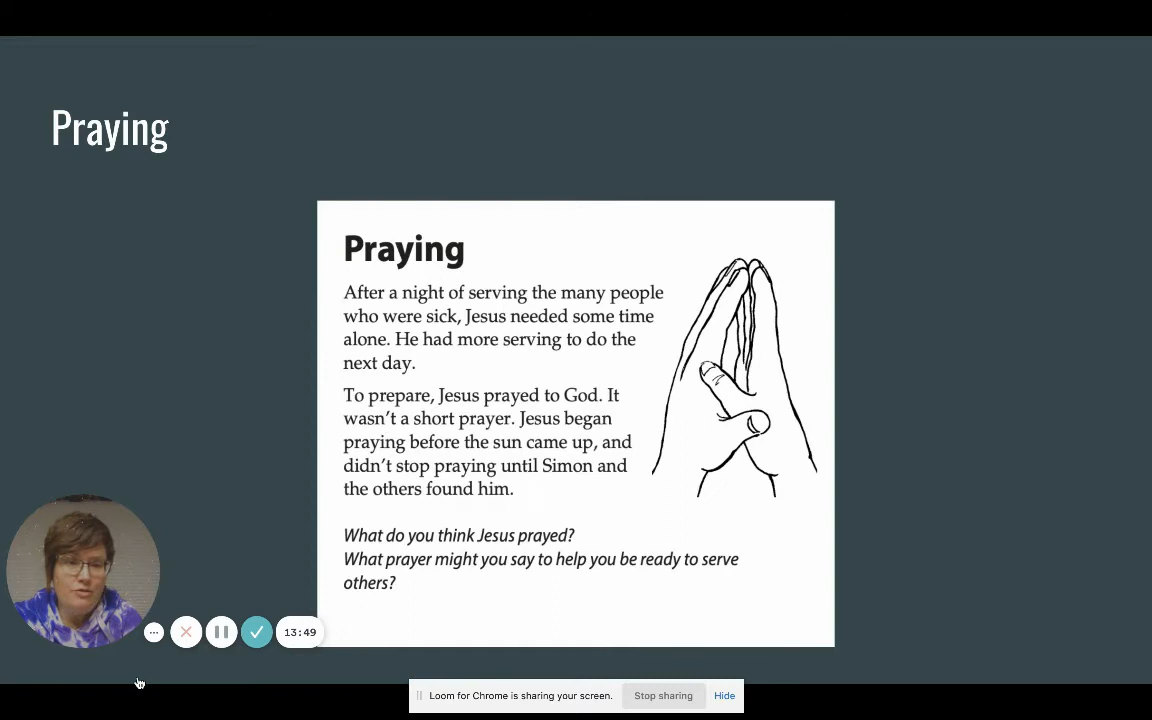 Praying
Praying
After a night of serving the many people
who were sick, Jesus needed some time
alone. He had more serving to do the
next day.
To prepare, Jesus prayed to God. It
wasn't a short prayer. Jesus began
praying before the sun came up, and
didn't stop praying until Simon and
the others found him.
What do you think Jesus prayed?
What prayer might you say to help you be ready to serve
others?
13:49
Loom for Chrome is sharing your screen.
Stop sharing
Hide